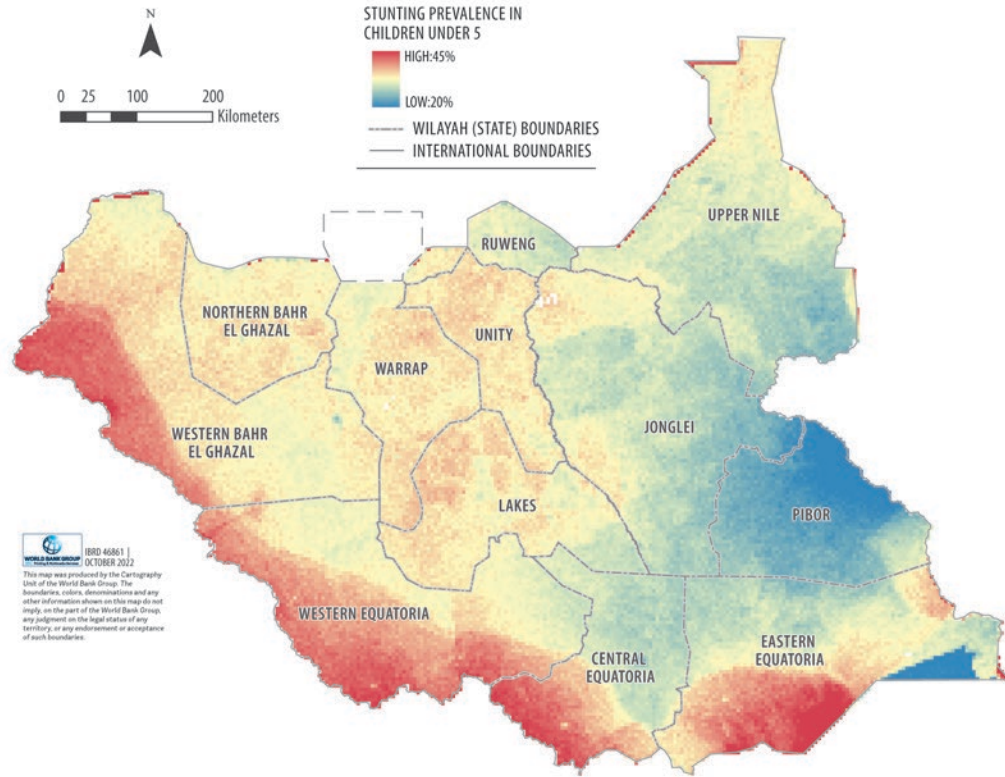 N
0 25 100 200
Kilometers
STUNTING PREVALENCE IN
CHILDREN UNDER 5
HIGH:45%
LOW:20%
WILAYAH (STATE) BOUNDARIES
INTERNATIONAL BOUNDARIES
UPPER NILE
RUWENG
NORTHERN BAHR
EL GHAZAL
UNITY
WARRAP
JONGLEI
WESTERN BAHR
EL GHAZAL
LAKES
PIBOR
WESTERN EQUATORIA
CENTRAL
EQUATORIA
EASTERN
EQUATORIA
WORLD BANK GROUP
IBRD 46861 |
OCTOBER 2022
This map was produced by the Cartography
Unit of the World Bank Group. The
boundaries, colors, denominations and any
other information shown on this map do not
imply, on the part of the World Bank Group,
any judgment on the legal status of any
territory, or any endorsement or acceptance
of such boundaries.